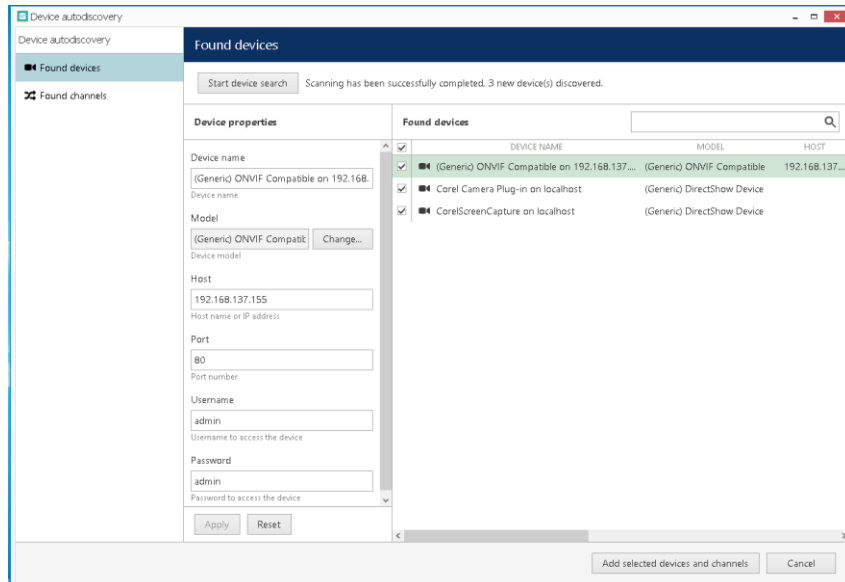 Device autodiscovery
Device autodiscovery
Found devices
Found channels
Found devices
Start device search
Scanning has been successfully completed, 3 new device(s) discovered.
Device properties
Device name
(Generic) ONVIF Compatible on 192.168.
Device name
Model
(Generic) ONVIF Compatit
Change...
Device model
Host
192.168.137.155
Host name or IP address
Port
80
Port number
Username
admin
Username to access the device
Password
admin
Password to access the device
Apply
Reset
Found devices
DEVICE NAME MODEL HOST
(Generic) ONVIF Compatible on 192.168.137.... (Generic) ONVIF Compatible 192.168.137...
Corel Camera Plug-in on localhost (Generic) DirectShow Device
CorelScreenCapture on localhost (Generic) DirectShow Device
Add selected devices and channels
Cancel